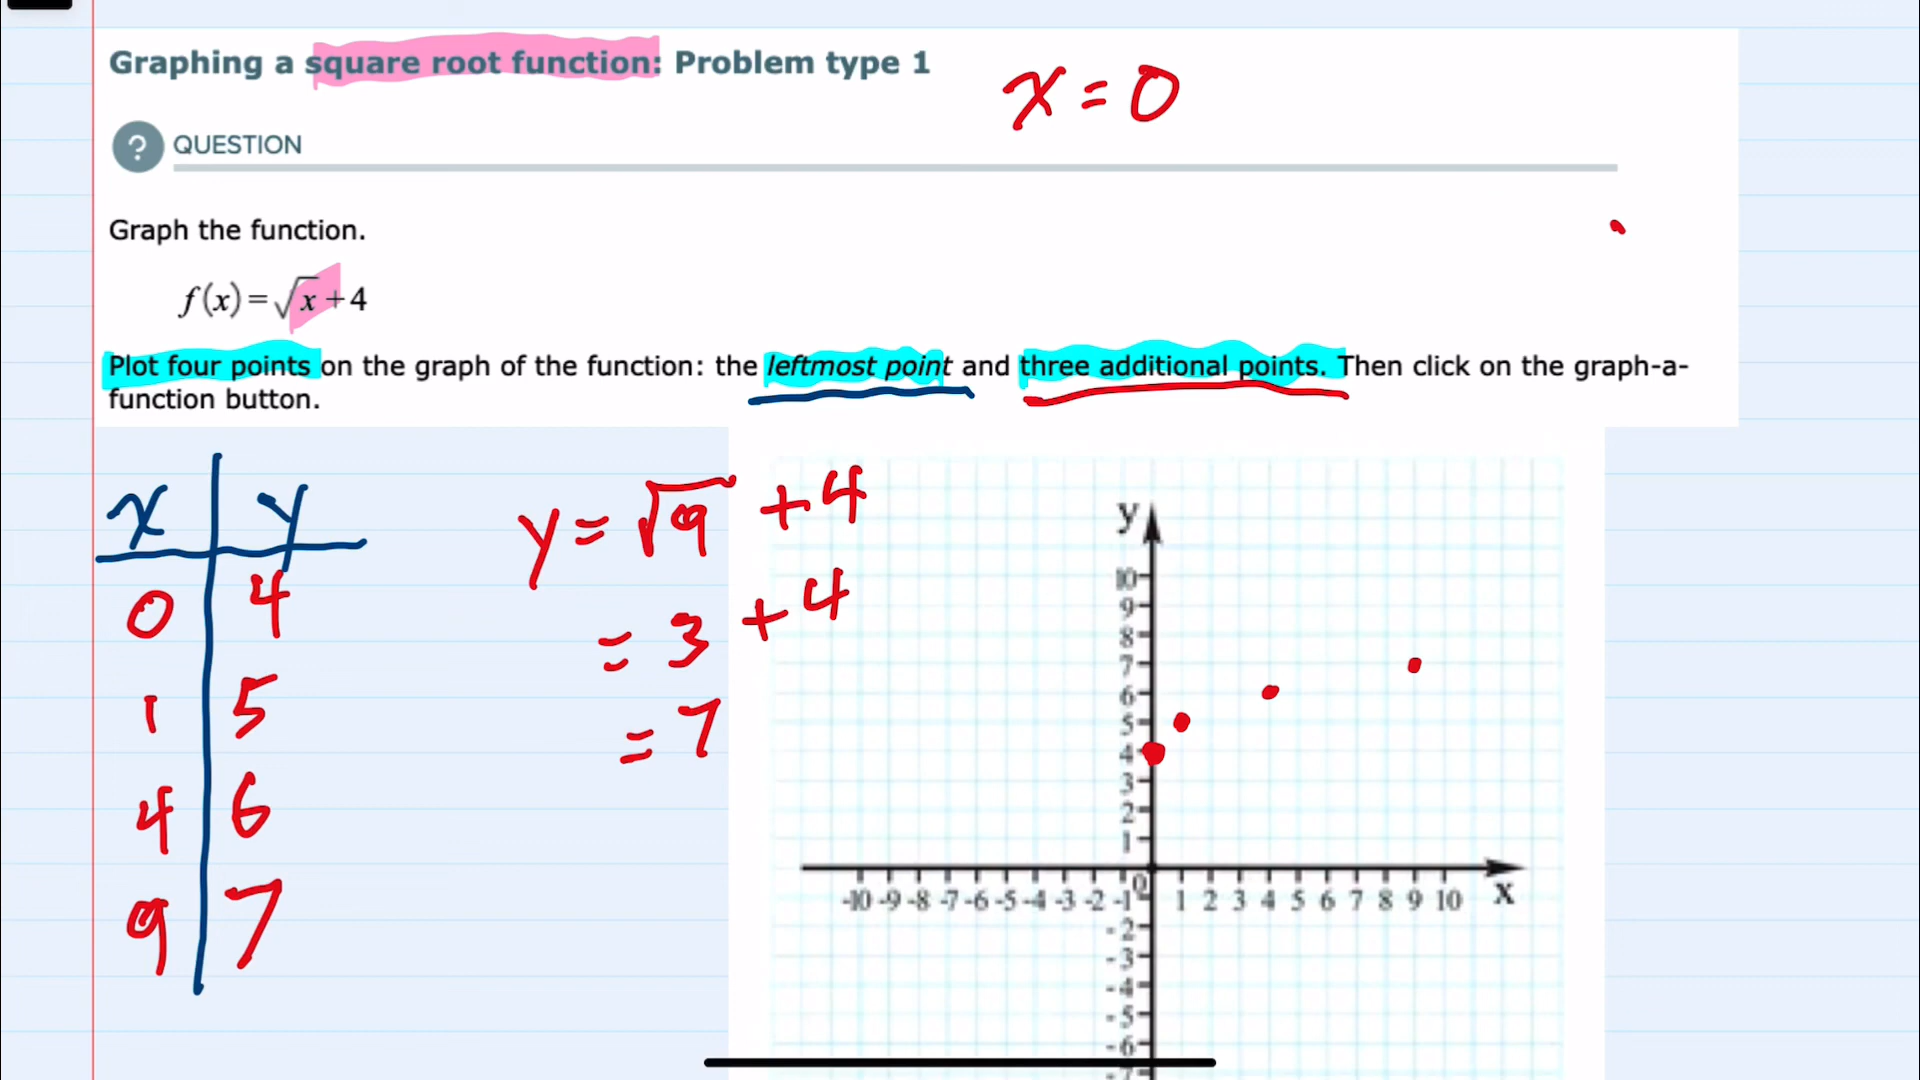 Graphing a square root function: Problem type 1
x = 0
? QUESTION
Graph the function.
f(x)=√x+4
Plot four points on the graph of the function: the leftmost point and three additional points. Then click on the graph-a-
function button.
x y
0 4
1 5
4 6
9 7
y = √9 + 4
= 3 + 4
= 7
y
10
9
8
7
6
5
4
3
2
1
-10 -9 -8 -7 -6 -5 -4 -3 -2 -1 0 1 2 3 4 5 6 7 8 9 10 x
-2
-3
-4
-5
-6
-7